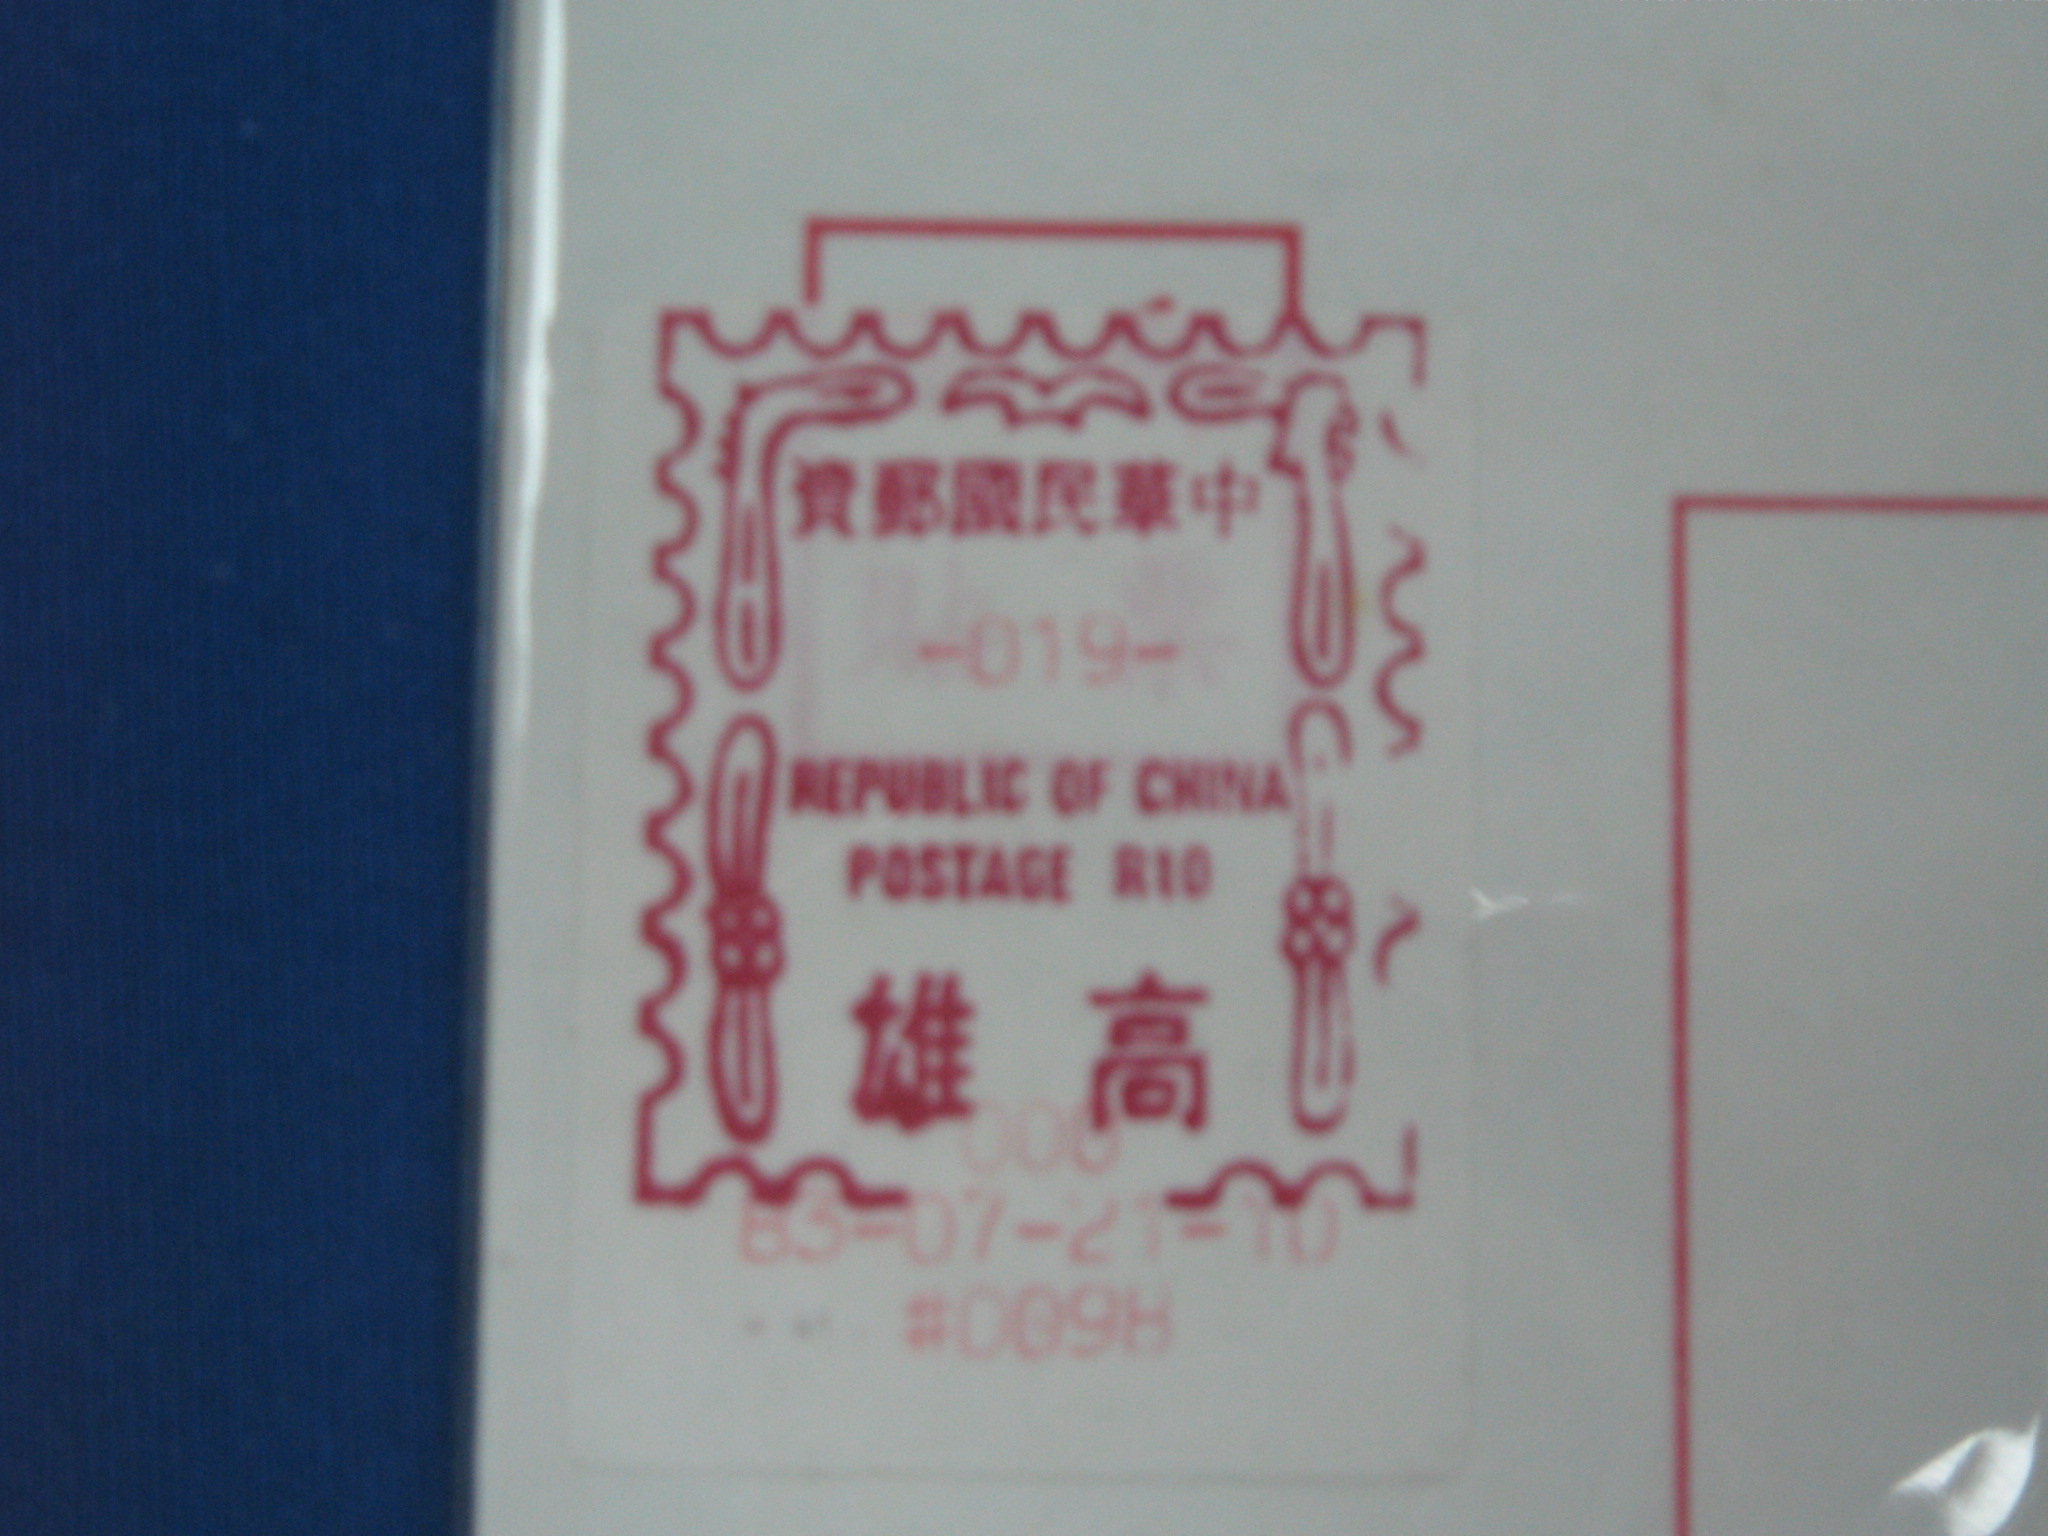 中華民國郵資
-019-
REPUBLIC OF CHINA
POSTAGE R10
高雄
006
83-07-21-10
#009H